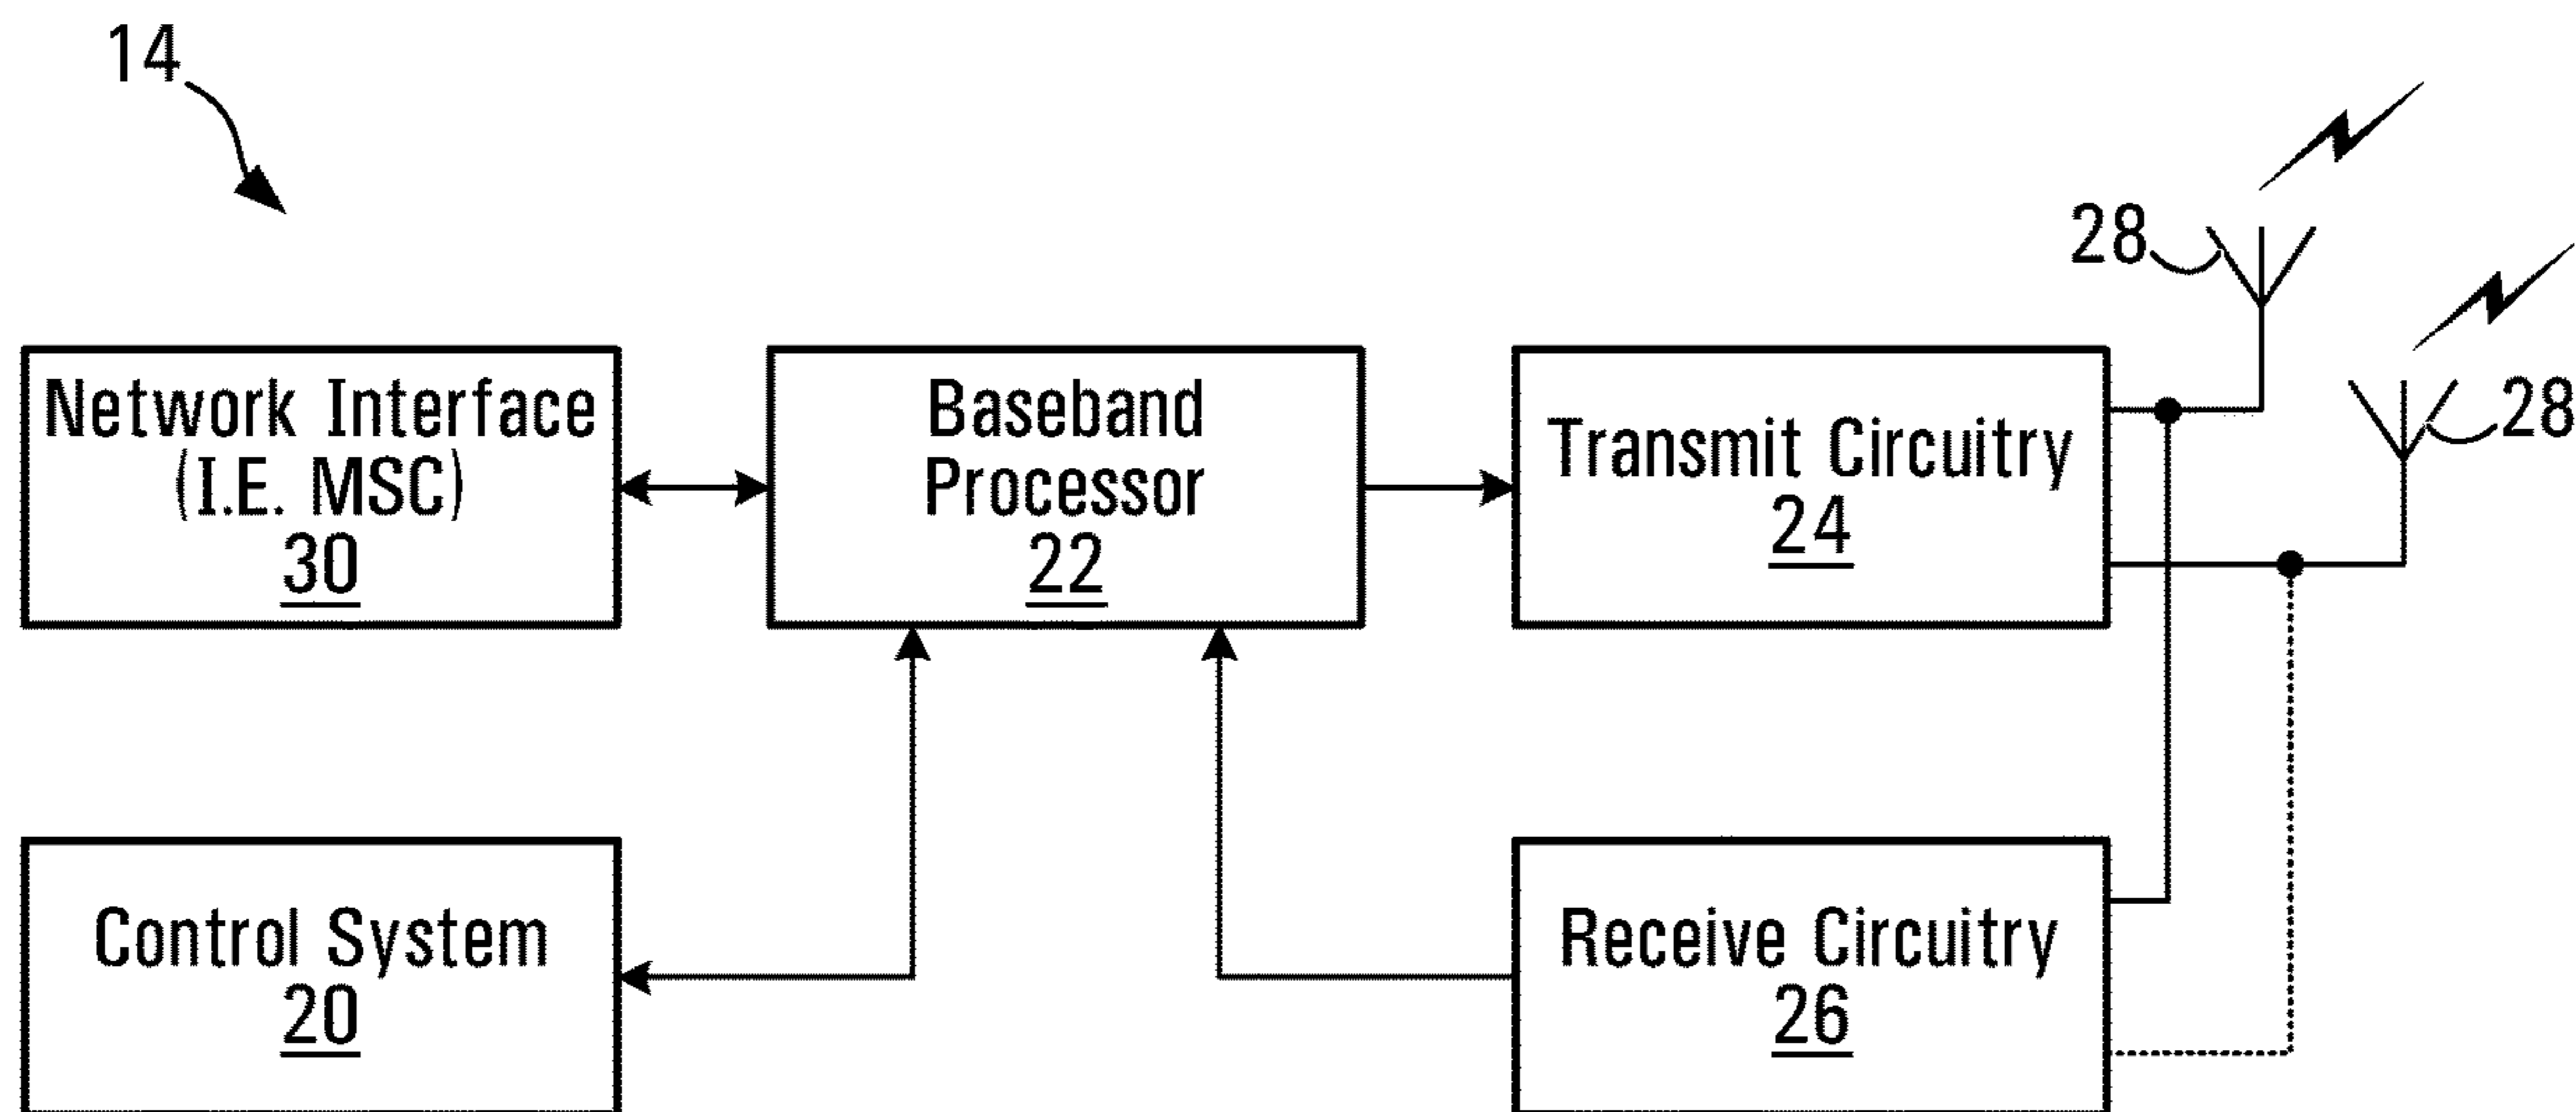 14
28
28
Network Interface
(I.E. MSC)
30
Baseband
Processor
22
Transmit Circuitry
24
Control System
20
Receive Circuitry
26